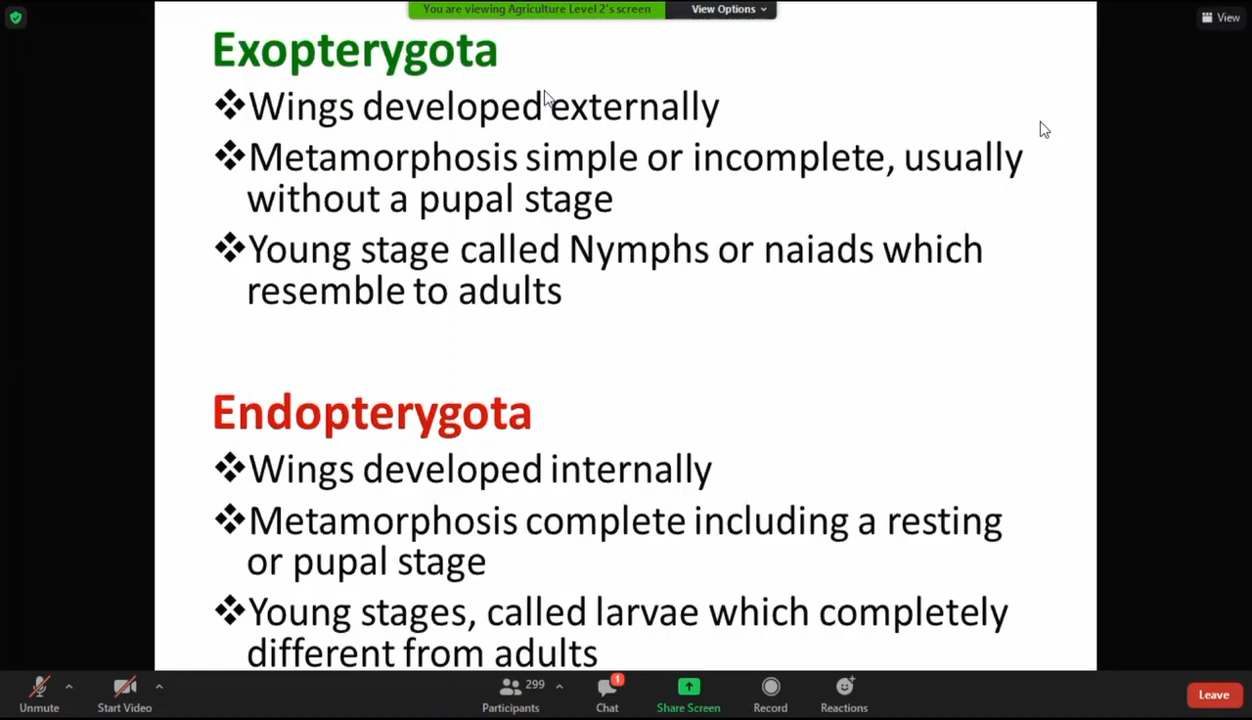 You are viewing Agriculture Level 2's screen
View Options
View
Exopterygota
❖Wings developed externally
❖Metamorphosis simple or incomplete, usually
without a pupal stage
❖Young stage called Nymphs or naiads which
resemble to adults
Endopterygota
❖Wings developed internally
❖Metamorphosis complete including a resting
or pupal stage
❖Young stages, called larvae which completely
different from adults
299
1
Unmute
Start Video
Participants
Chat
Share Screen
Record
Reactions
Leave